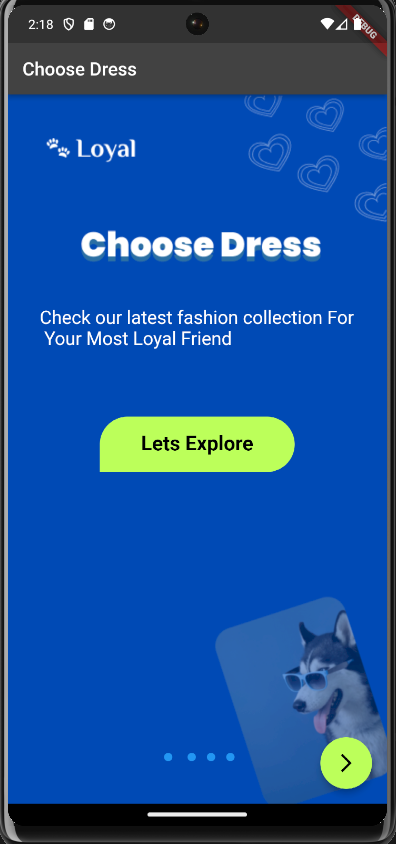 2:18
DEBUG
Choose Dress
Loyal
Choose Dress
Check our latest fashion collection For
Your Most Loyal Friend
Lets Explore